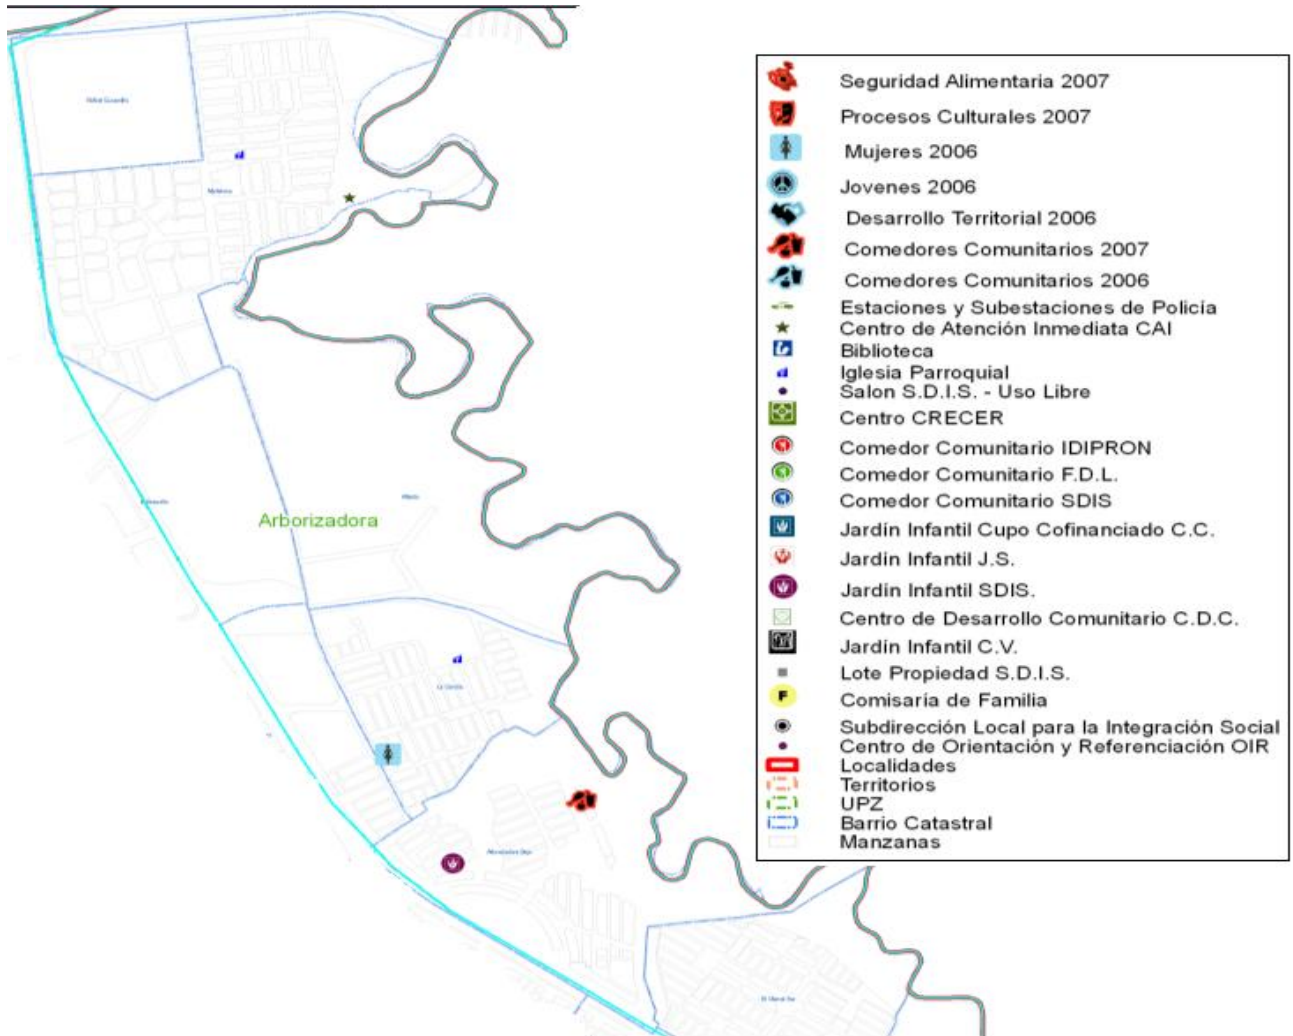 Arborizadora
Seguridad Alimentaria 2007
Procesos Culturales 2007
Mujeres 2006
Jovenes 2006
Desarrollo Territorial 2006
Comedores Comunitarios 2007
Comedores Comunitarios 2006
Estaciones y Subestaciones de Policía
Centro de Atención Inmediata CAI
Biblioteca
Iglesia Parroquial
Salon S.D.I.S. - Uso Libre
Centro CRECER
Comedor Comunitario IDIPRON
Comedor Comunitario F.D.L.
Comedor Comunitario SDIS
Jardín Infantil Cupo Cofinanciado C.C.
Jardín Infantil J.S.
Jardín Infantil SDIS.
Centro de Desarrollo Comunitario C.D.C.
Jardín Infantil C.V.
Lote Propiedad S.D.I.S.
F
Comisaría de Familia
Subdirección Local para la Integración Social
Centro de Orientación y Referenciación OIR
Localidades
Territorios
UPZ
Barrio Catastral
Manzanas